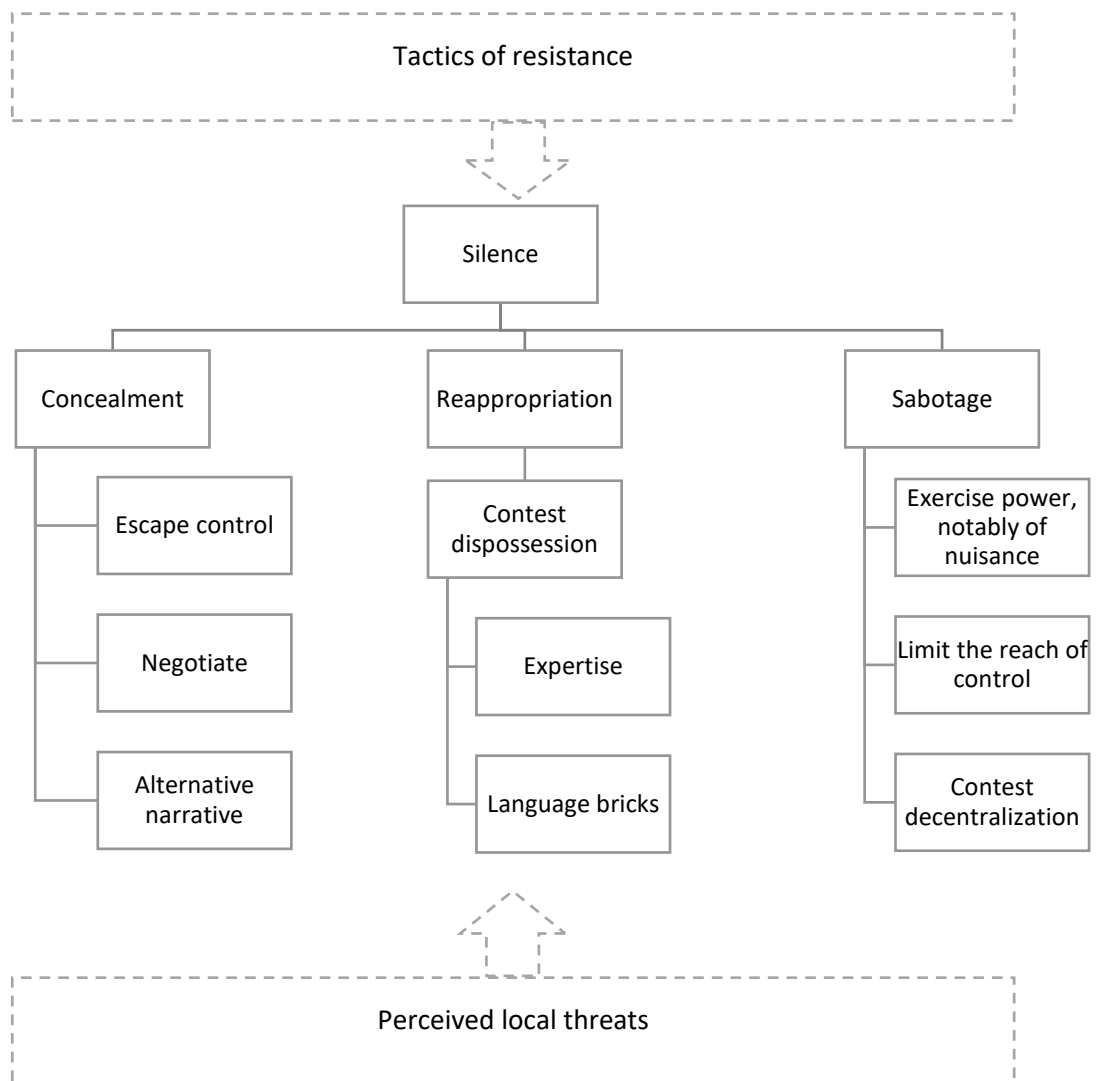 Tactics of resistance
Silence
Concealment
Reappropriation
Sabotage
Escape control
Contest
dispossession
Exercise power,
notably of
nuisance
Negotiate
Expertise
Limit the reach of
control
Alternative
narrative
Language bricks
Contest
decentralization
Perceived local threats